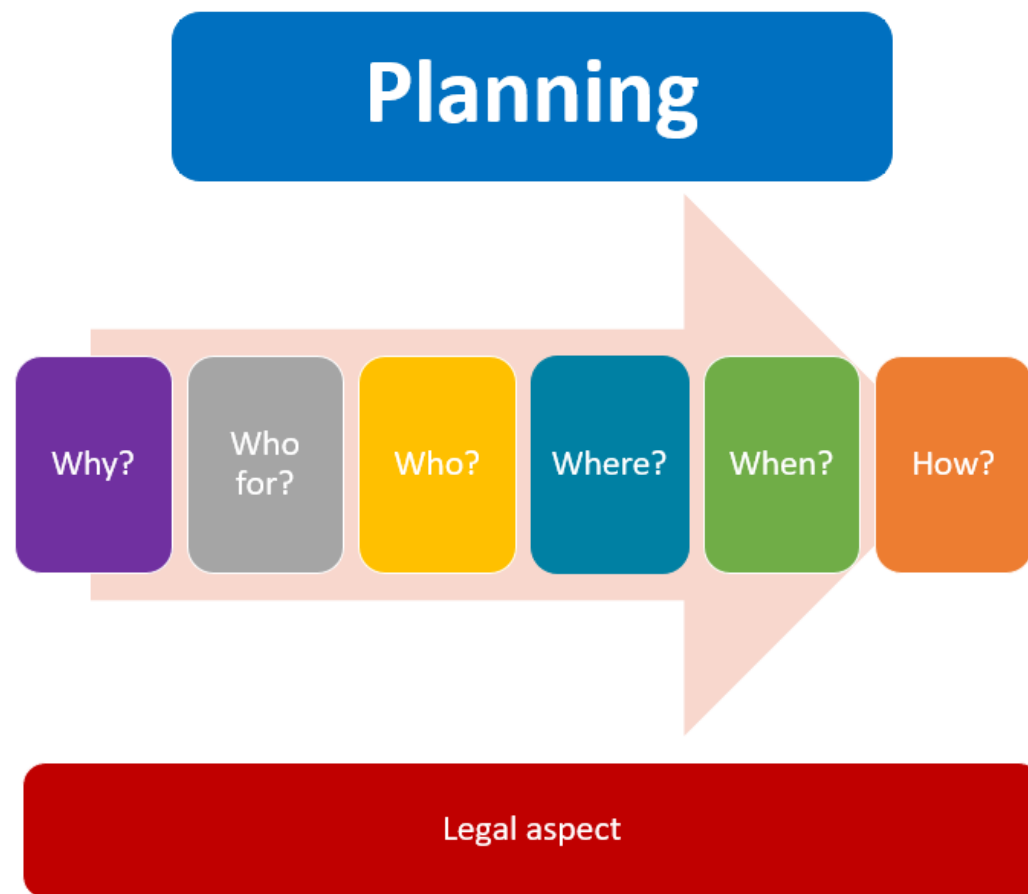 Planning
Why?
Who
for?
Who?
Where?
When?
How?
Legal aspect